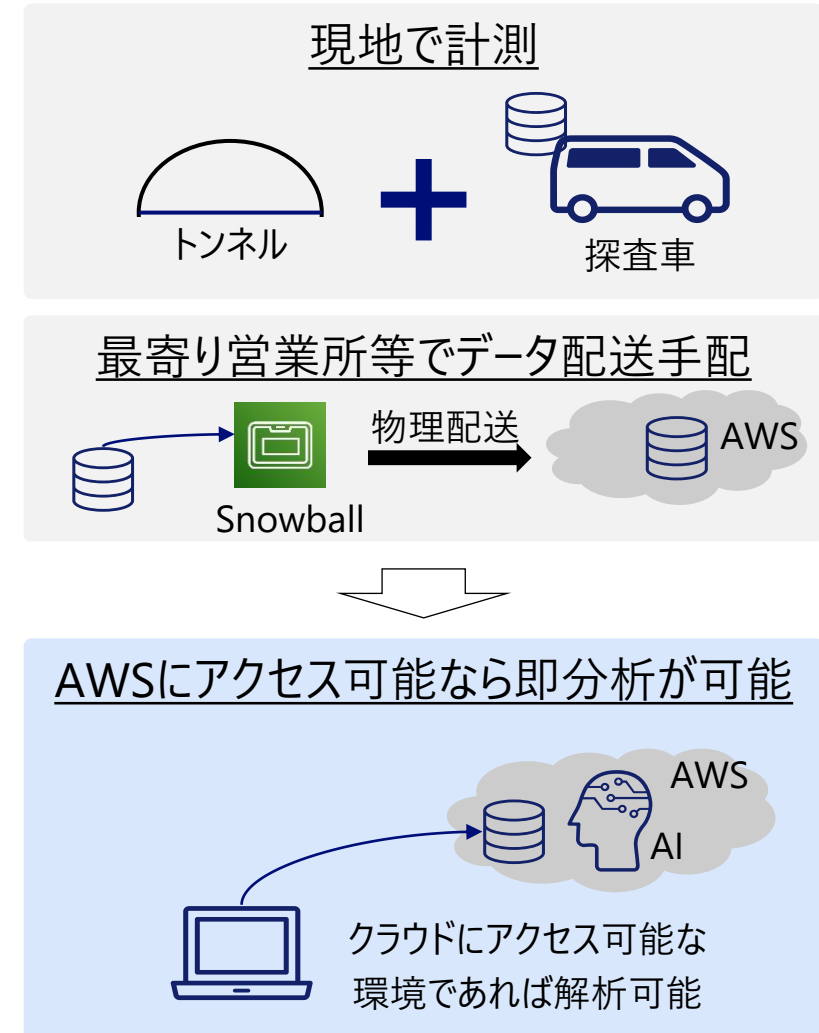 現地で計測
トンネル
探査車
最寄り営業所等でデータ配送手配
物理配送
AWS
Snowball
AWSにアクセス可能なら即分析が可能
AWS
AI
クラウドにアクセス可能な
環境であれば解析可能